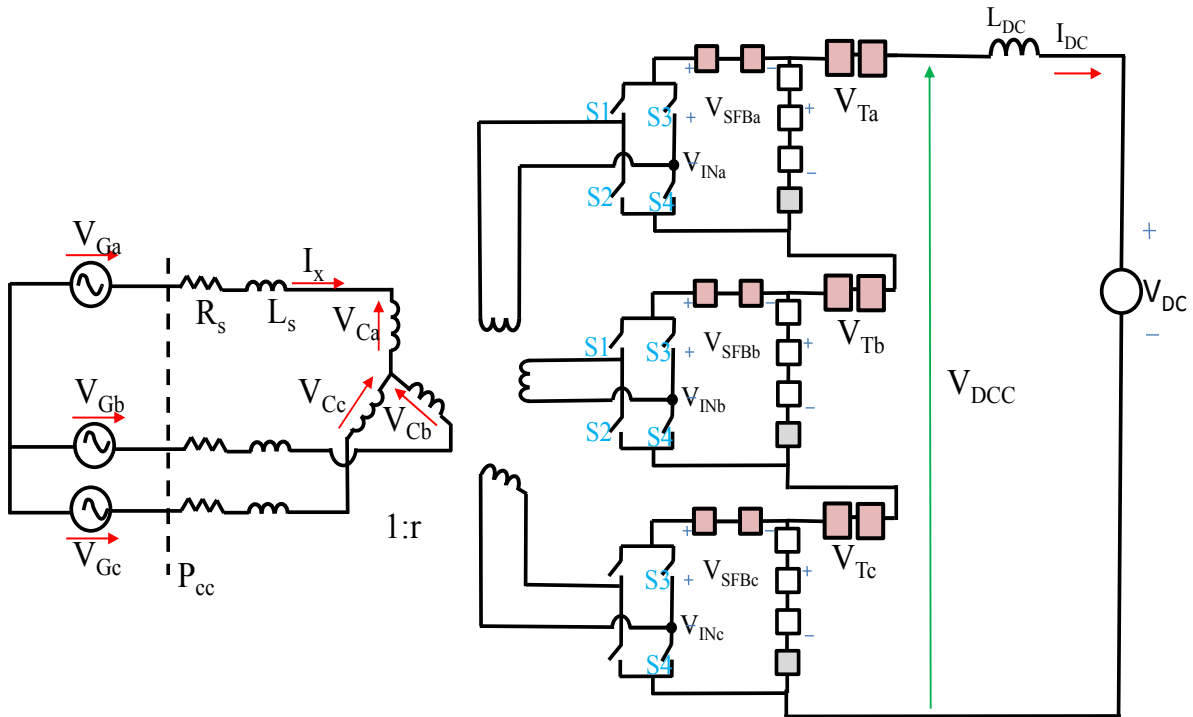 L_DC
I_DC
V_Ta
S1
S3
+
V_SFBa
−
+
+
V_INa
−
−
S2
S4
V_Ga
I_x
R_s
L_s
V_Ca
V_Gb
V_Cc
V_Cb
V_Gc
P_cc
1:r
+
V_SFBb
−
V_Tb
S1
S3
+
+
V_INb
−
−
S2
S4
V_DCC
+
V_DC
−
+
V_SFBc
−
V_Tc
S3
+
+
V_INc
−
−
S4